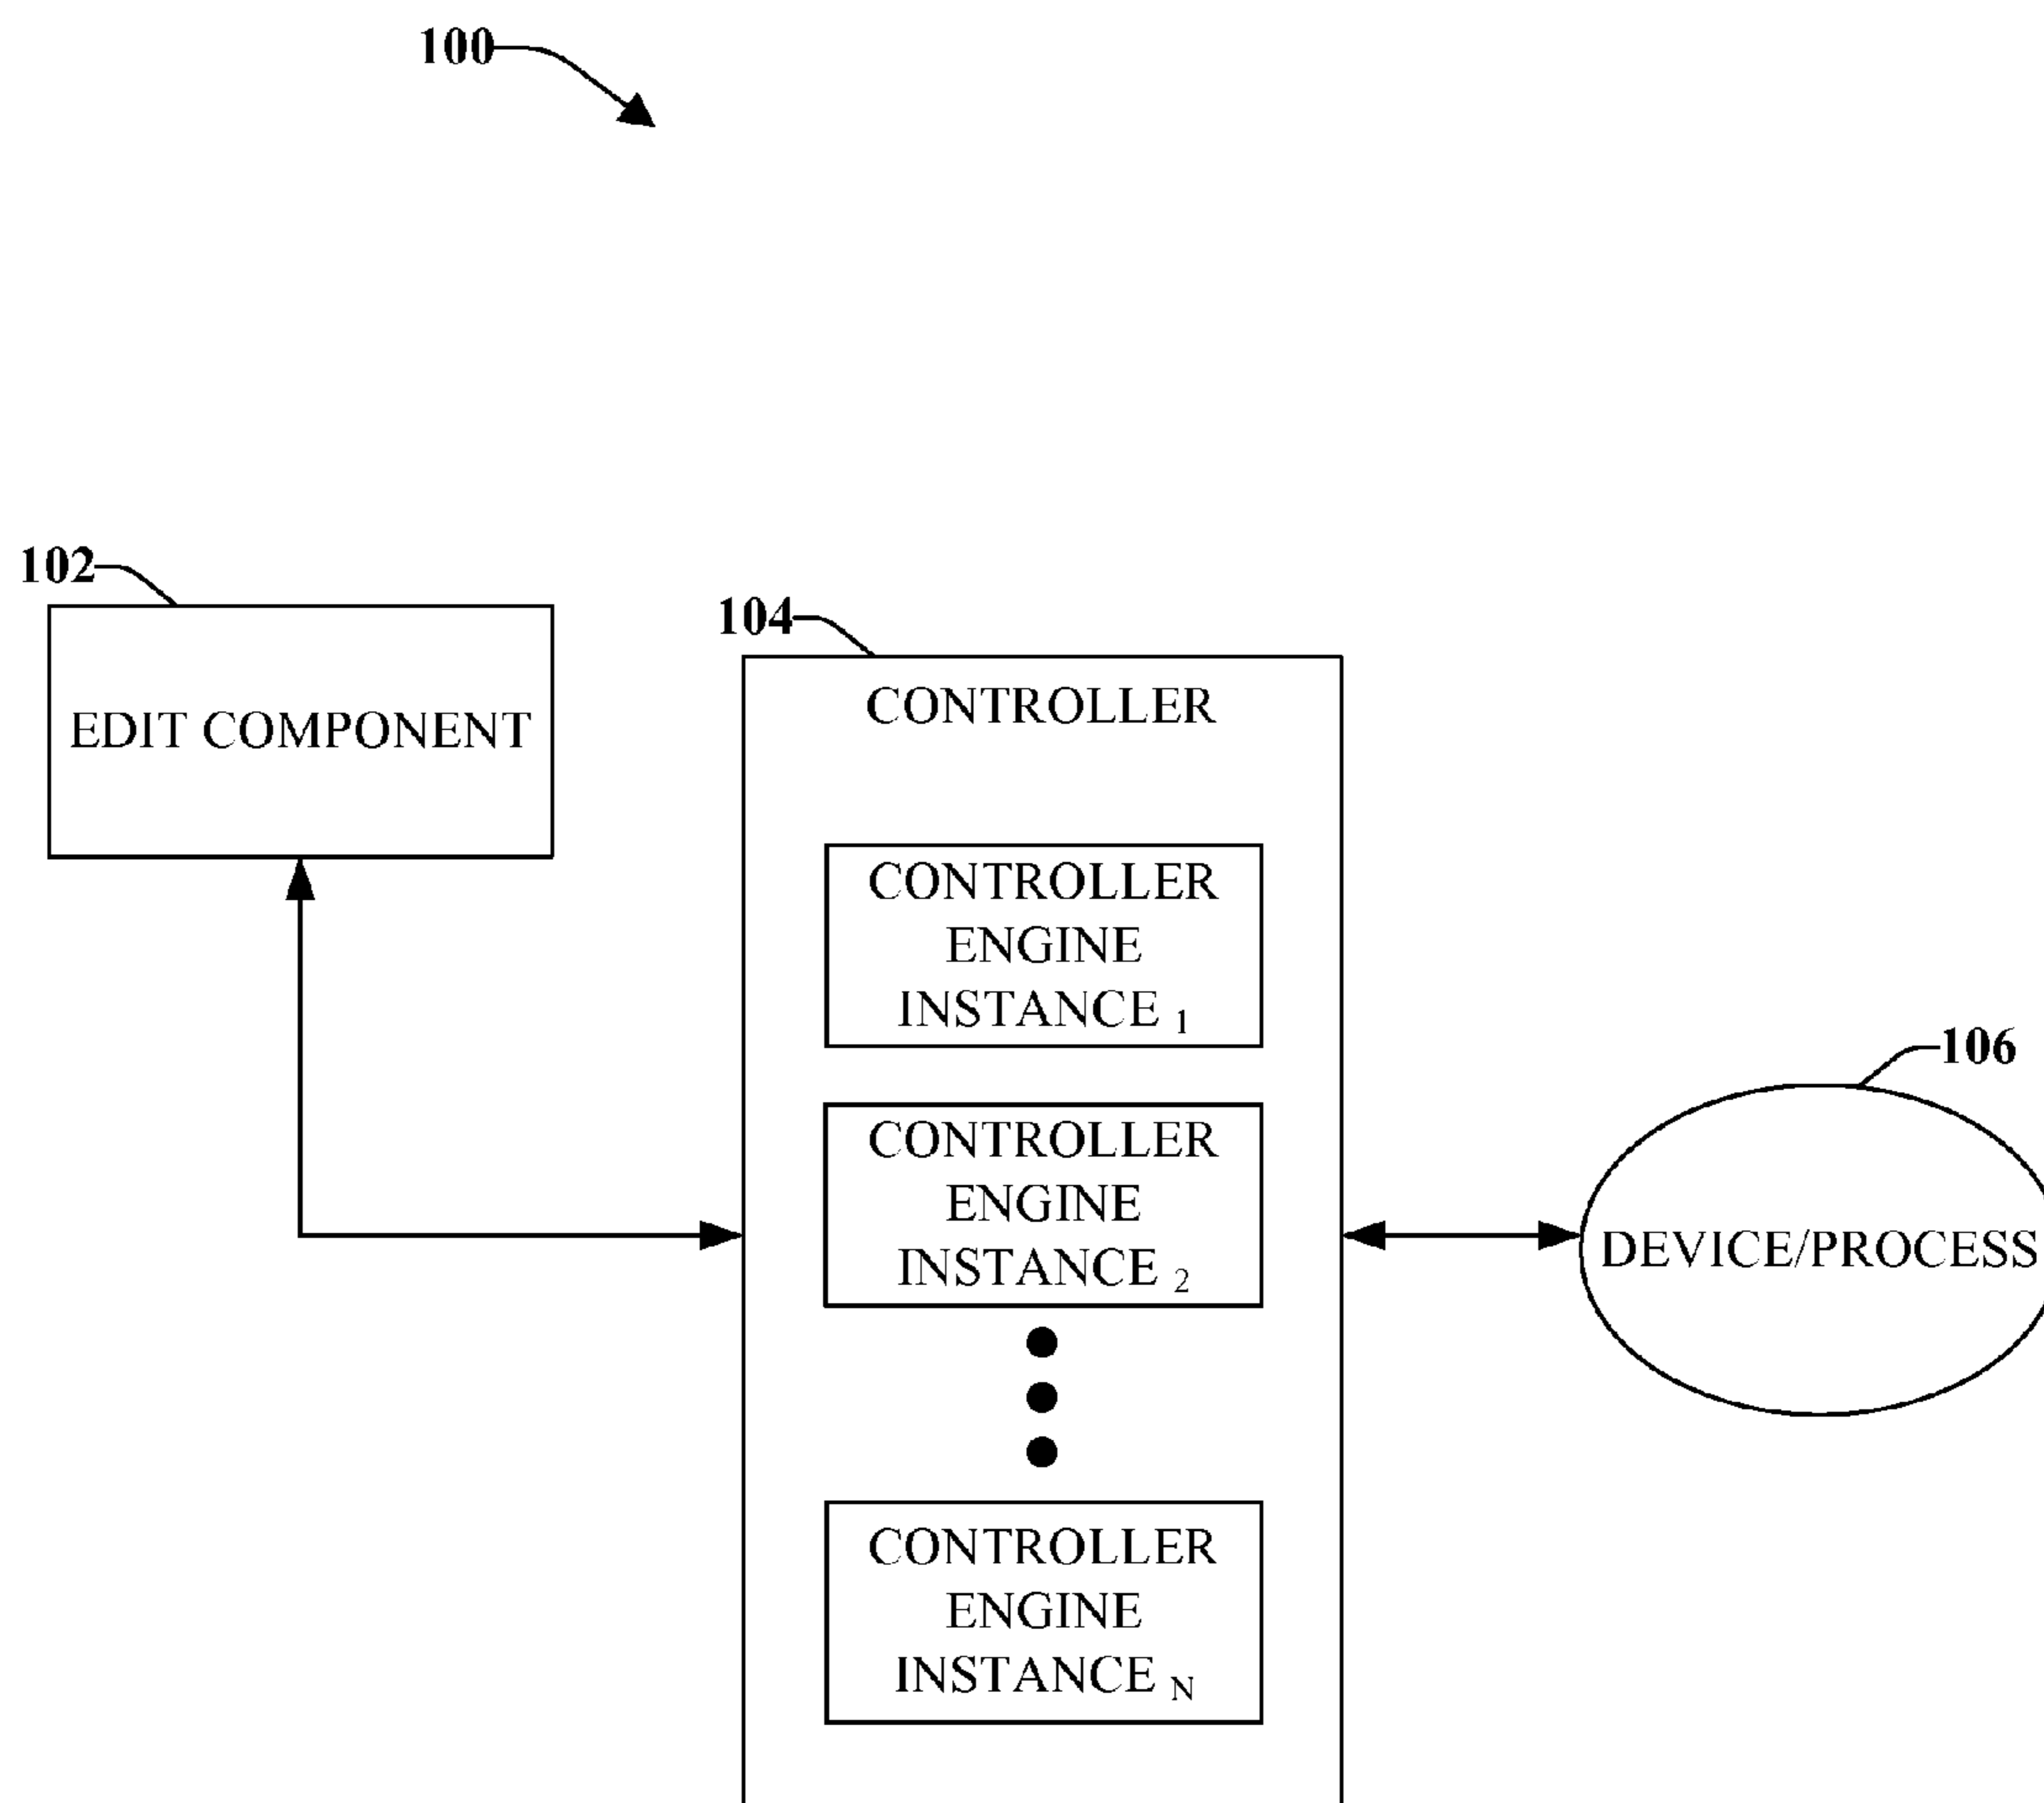 100
102
EDIT COMPONENT
104
CONTROLLER
CONTROLLER
ENGINE
INSTANCE 1
CONTROLLER
ENGINE
INSTANCE 2
CONTROLLER
ENGINE
INSTANCE N
106
DEVICE/PROCESS